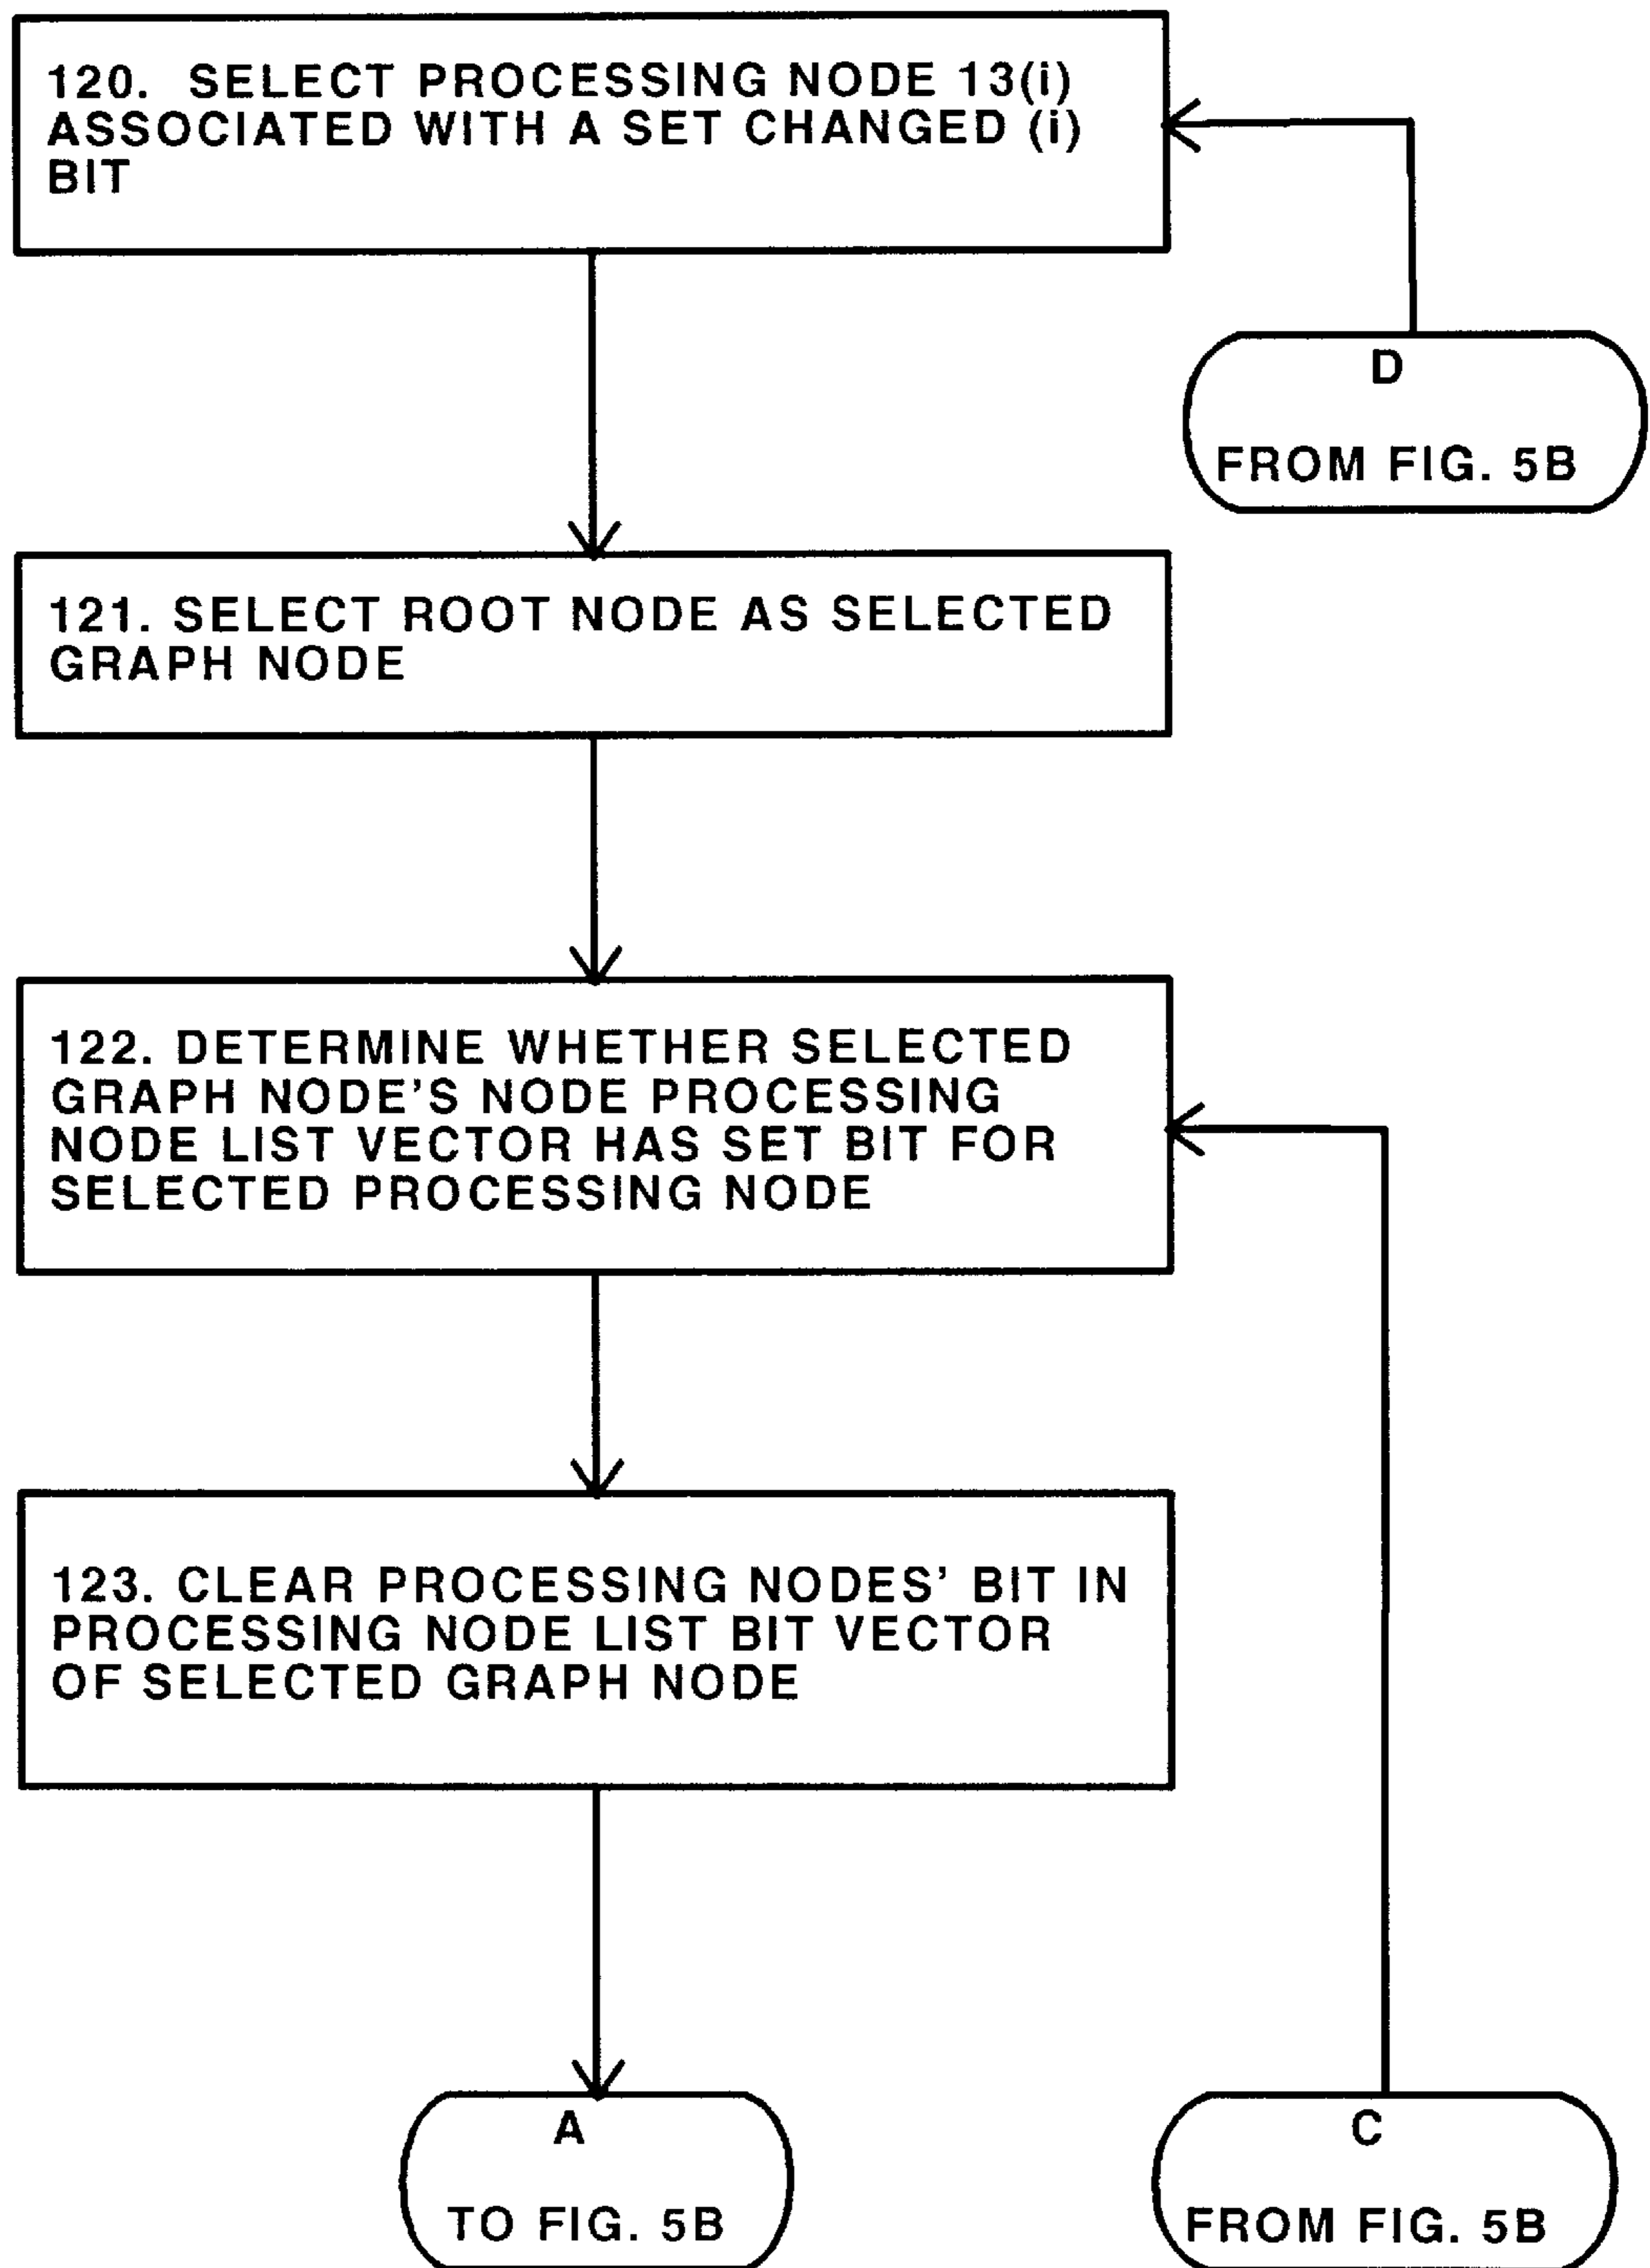 120. SELECT PROCESSING NODE 13(i)
ASSOCIATED WITH A SET CHANGED (i)
BIT
D
FROM FIG. 5B
121. SELECT ROOT NODE AS SELECTED
GRAPH NODE
122. DETERMINE WHETHER SELECTED
GRAPH NODE'S NODE PROCESSING
NODE LIST VECTOR HAS SET BIT FOR
SELECTED PROCESSING NODE
123. CLEAR PROCESSING NODES' BIT IN
PROCESSING NODE LIST BIT VECTOR
OF SELECTED GRAPH NODE
A
TO FIG. 5B
C
FROM FIG. 5B